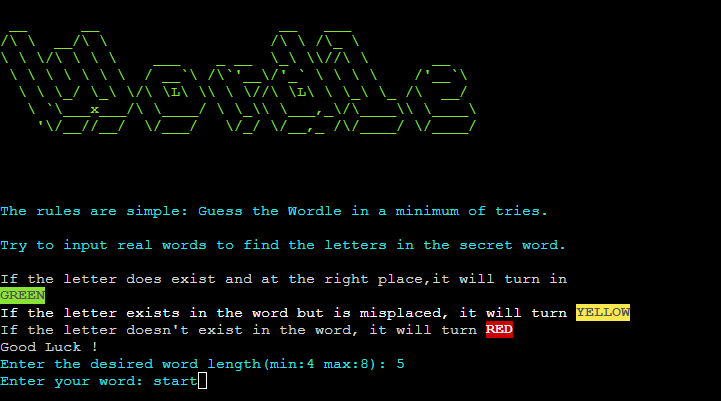 Wordle
The rules are simple: Guess the Wordle in a minimum of tries.
Try to input real words to find the letters in the secret word.
If the letter does exist and at the right place,it will turn in
GREEN
If the letter exists in the word but is misplaced, it will turn YELLOW
If the letter doesn't exist in the word, it will turn RED
Good Luck !
Enter the desired word length(min:4 max:8): 5
Enter your word: start